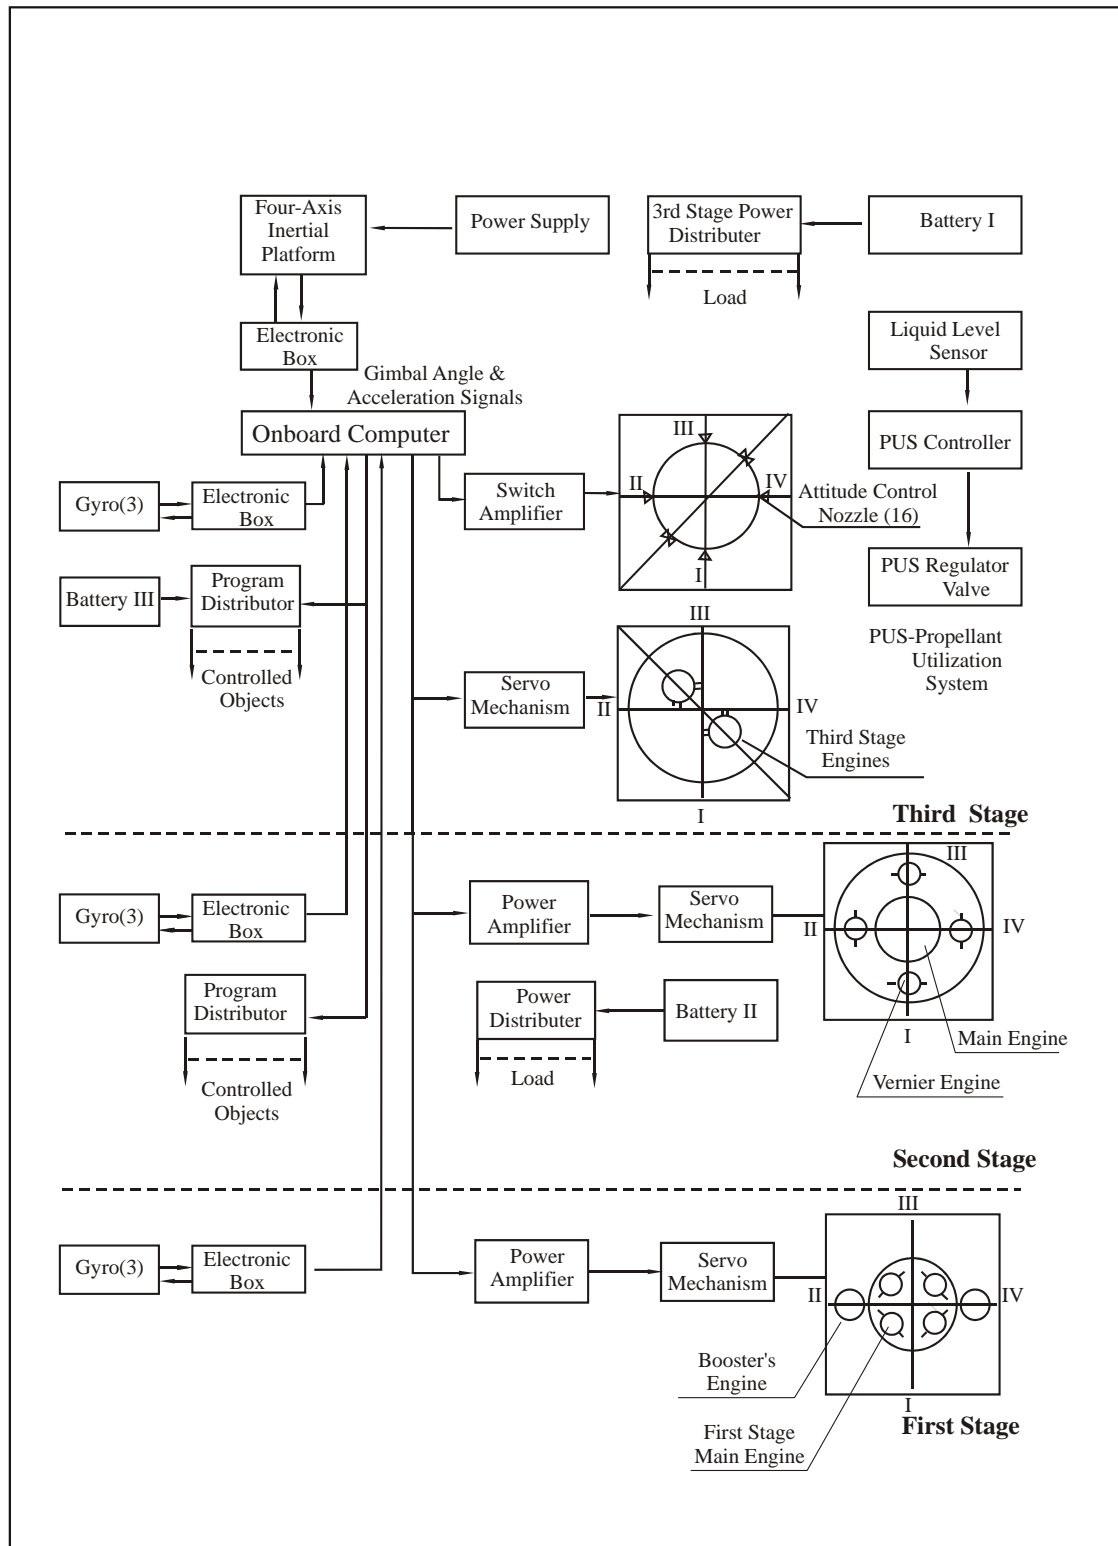 Four-Axis
Inertial
Platform
Power Supply
3rd Stage Power
Distributer
Battery I
Load
Electronic
Box
Liquid Level
Sensor
Gimbal Angle &
Acceleration Signals
Onboard Computer
PUS Controller
III
II
IV
I
Gyro(3)
Electronic
Box
Switch
Amplifier
Attitude Control
Nozzle (16)
Battery III
Program
Distributor
PUS Regulator
Valve
Controlled
Objects
PUS-Propellant
Utilization
System
Servo
Mechanism
III
II
IV
I
Third Stage
Engines
Third Stage
Gyro(3)
Electronic
Box
Power
Amplifier
Servo
Mechanism
III
II
IV
I
Program
Distributor
Power
Distributer
Battery II
Main Engine
Load
Vernier Engine
Controlled
Objects
Second Stage
III
Gyro(3)
Electronic
Box
Power
Amplifier
Servo
Mechanism
II
IV
I
Booster's
Engine
First Stage
First Stage
Main Engine